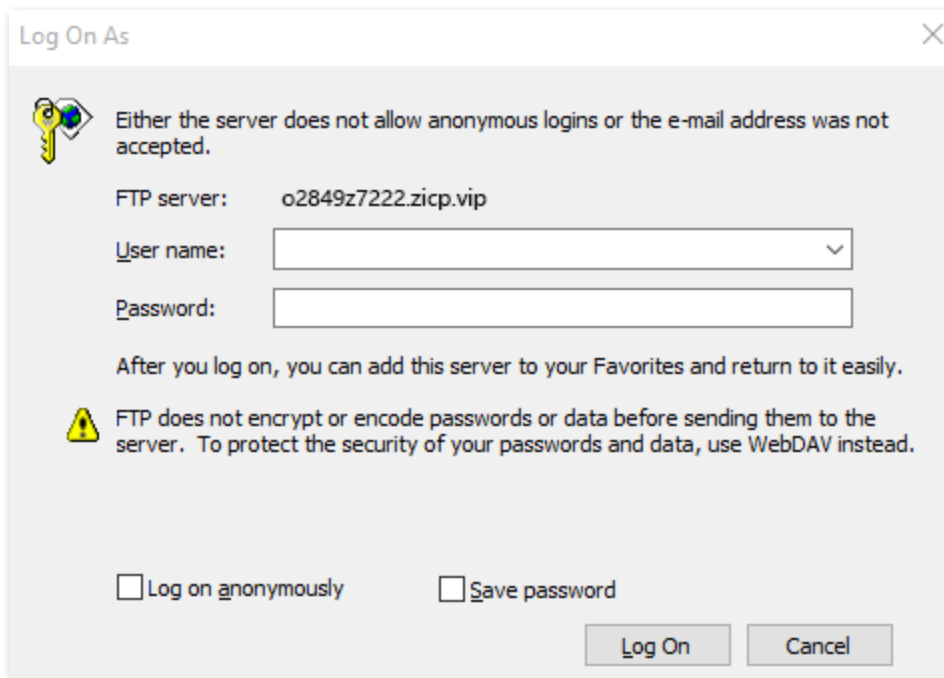 Log On As
Either the server does not allow anonymous logins or the e-mail address was not
accepted.
FTP server: o2849z7222.zicp.vip
User name:
Password:
After you log on, you can add this server to your Favorites and return to it easily.
FTP does not encrypt or encode passwords or data before sending them to the
server. To protect the security of your passwords and data, use WebDAV instead.
Log on anonymously Save password
Log On Cancel